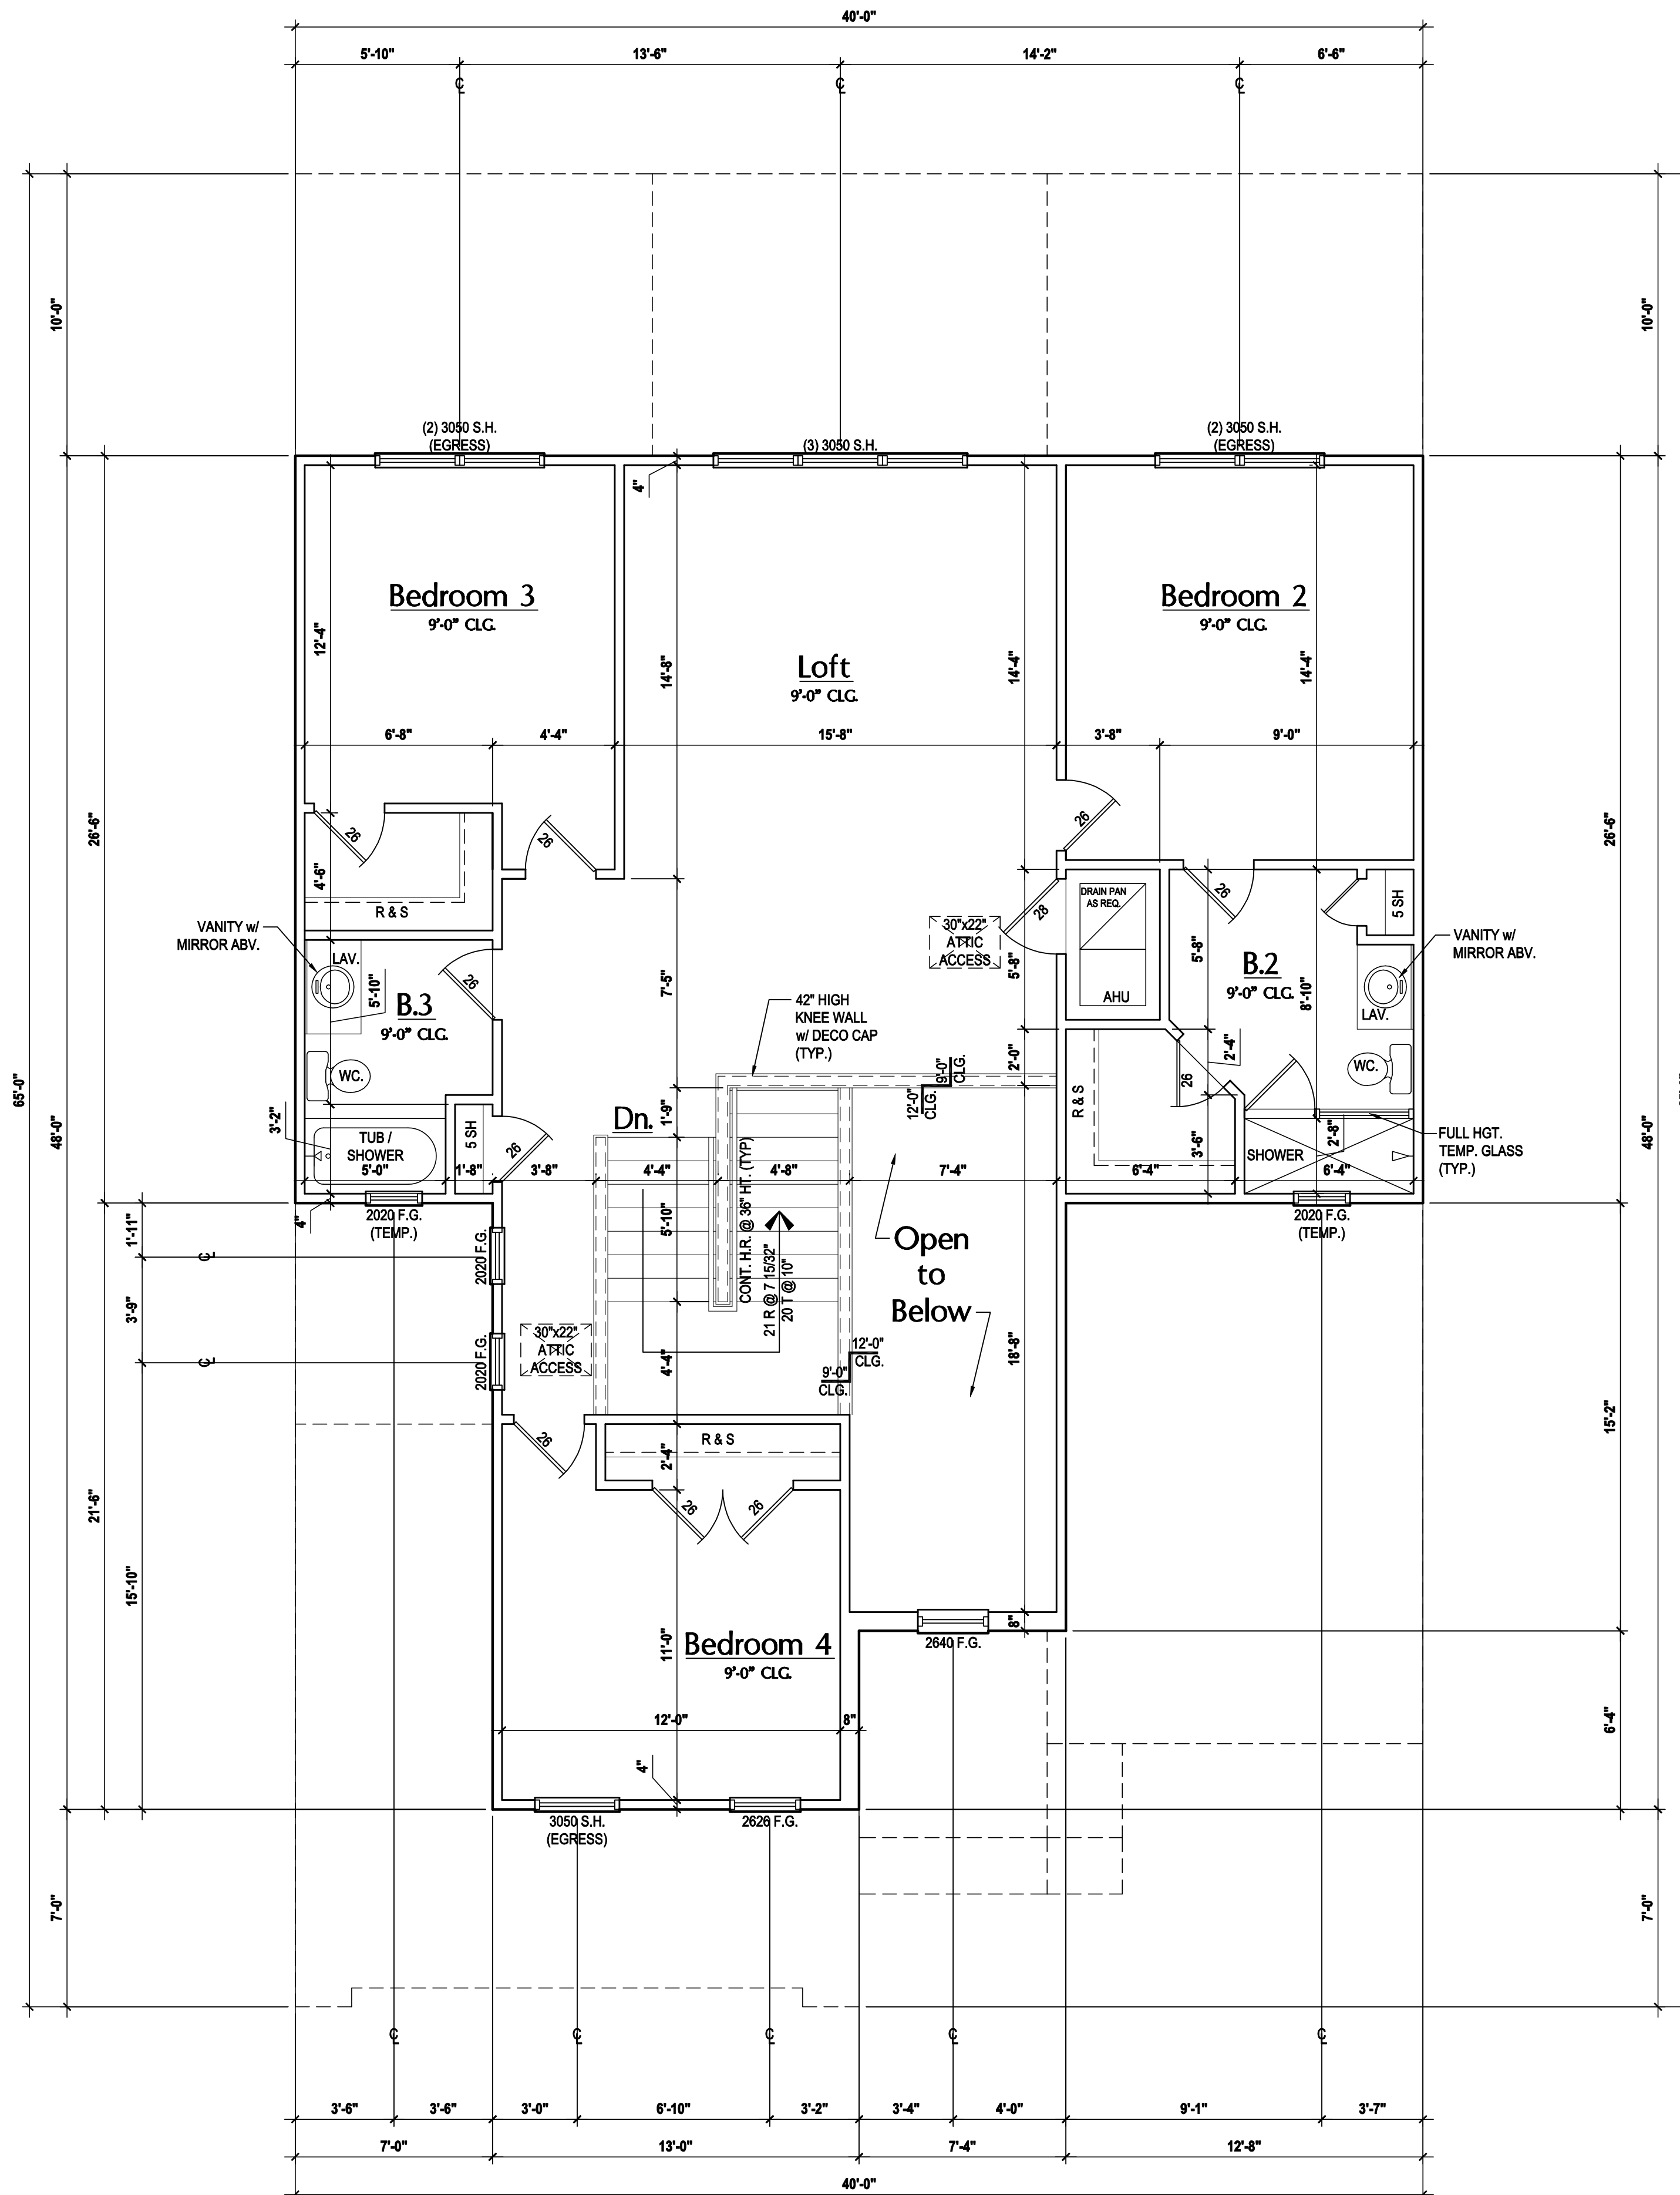 40'-0"
5'-10"
13'-6"
14'-2"
6'-6"
℄
℄
℄
10'-0"
10'-0"
(2) 3050 S.H.
(EGRESS)
(3) 3050 S.H.
(2) 3050 S.H.
(EGRESS)
4"
Bedroom 3
9'-0" CLG.
Bedroom 2
9'-0" CLG.
Loft
9'-0" CLG.
12'-4"
14'-8"
14'-4"
14'-4"
6'-8"
4'-4"
15'-8"
3'-8"
9'-0"
26'-6"
26'-6"
26
26
26
4'-6"
R & S
VANITY w/
MIRROR ABV.
LAV.
5'-10"
26
B.3
9'-0" CLG.
WC.
7'-5"
30"x22"
ATTIC
ACCESS
28
5'-8"
DRAIN PAN
AS REQ.
AHU
26
5 SH
5'-8"
B.2
9'-0" CLG.
8'-10"
LAV.
VANITY w/
MIRROR ABV.
WC.
42" HIGH
KNEE WALL
w/ DECO CAP
(TYP.)
9'-0"
CLG.
12'-0"
CLG.
2'-0"
2'-4"
26
R & S
65'-0"
48'-0"
48'-0"
3'-2"
TUB /
SHOWER
5'-0"
5 SH
1'-8"
26
3'-8"
Dn.
1'-9"
4'-4"
4'-8"
7'-4"
6'-4"
3'-6"
SHOWER
2'-8"
6'-4"
FULL HGT.
TEMP. GLASS
(TYP.)
4"
2020 F.G.
(TEMP.)
2020 F.G.
(TEMP.)
1'-11"
℄
3'-9"
℄
2020 F.G.
2020 F.G.
5'-10"
CONT. H.R. @ 36" HT. (TYP)
21 R @ 7 15/32"
20 T @ 10"
Open
to
Below
30"x22"
ATTIC
ACCESS
4'-4"
12'-0"
CLG.
9'-0"
CLG.
18'-8"
15'-2"
26
R & S
2'-4"
26
26
21'-6"
15'-10"
11'-0"
Bedroom 4
9'-0" CLG.
8"
2640 F.G.
12'-0"
8"
6'-4"
4"
3050 S.H.
(EGRESS)
2626 F.G.
7'-0"
7'-0"
℄
℄
℄
℄
℄
3'-6"
3'-6"
3'-0"
6'-10"
3'-2"
3'-4"
4'-0"
9'-1"
3'-7"
7'-0"
13'-0"
7'-4"
12'-8"
40'-0"